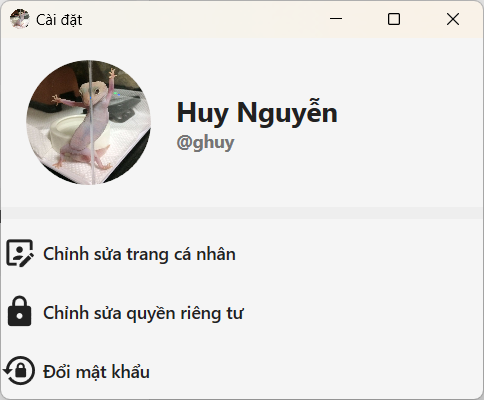 Cài đặt
Huy Nguyễn
@ghuy
Chỉnh sửa trang cá nhân
Chỉnh sửa quyền riêng tư
Đổi mật khẩu